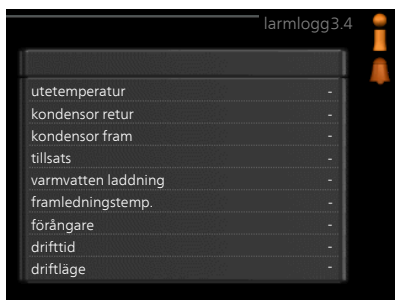 larmlogg3.4
utetemperatur -
kondensor retur -
kondensor fram -
tillsats -
varmvatten laddning -
framledningstemp. -
förångare -
drifttid -
driftläge -